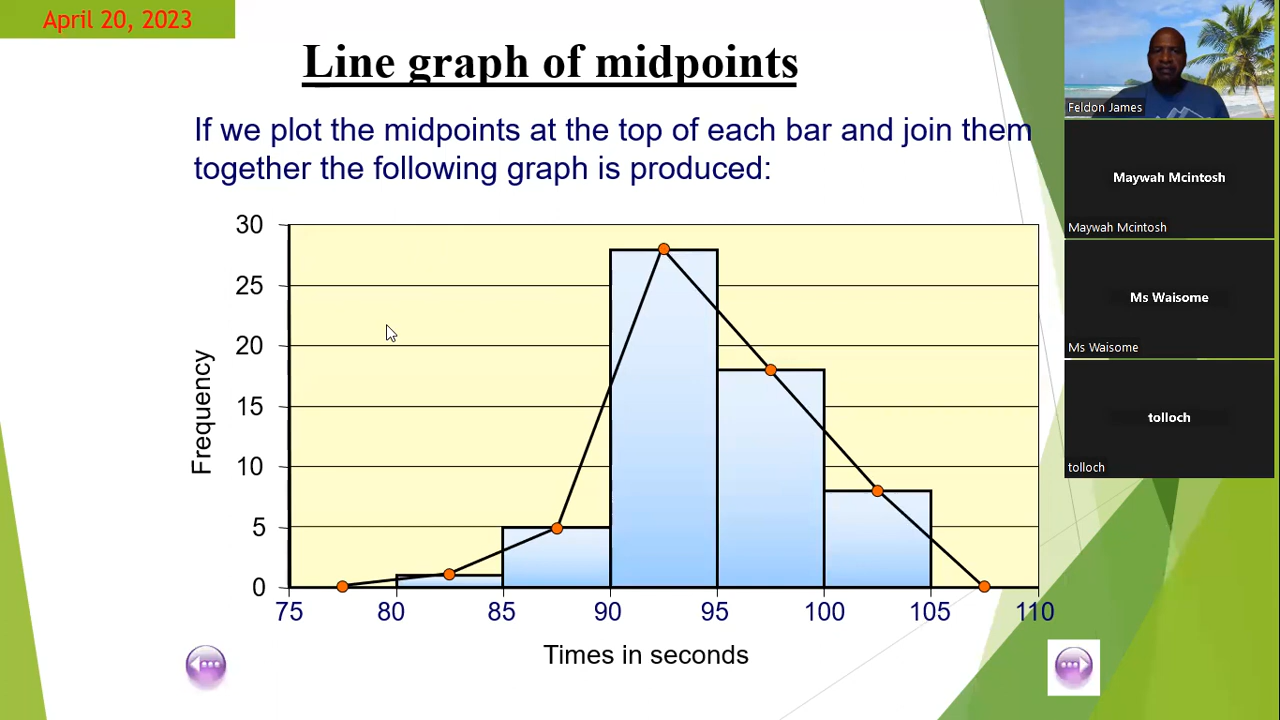 April 20, 2023
Line graph of midpoints
If we plot the midpoints at the top of each bar and join them
together the following graph is produced:
30
25
20
15
10
5
0
Frequency
75 80 85 90 95 100 105 110
Times in seconds
Feldon James
Maywah Mcintosh
Maywah Mcintosh
Ms Waisome
Ms Waisome
tolloch
tolloch